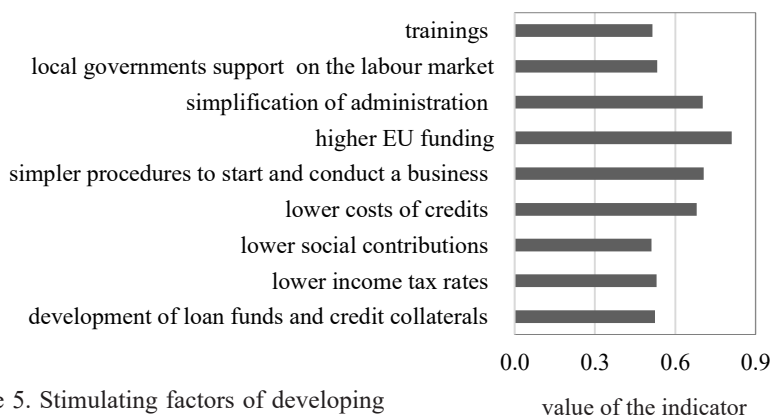 trainings
local governments support on the labour market
simplification of administration
higher EU funding
simpler procedures to start and conduct a business
lower costs of credits
lower social contributions
lower income tax rates
development of loan funds and credit collaterals
0.0 0.3 0.6 0.9
value of the indicator
5. Stimulating factors of developing